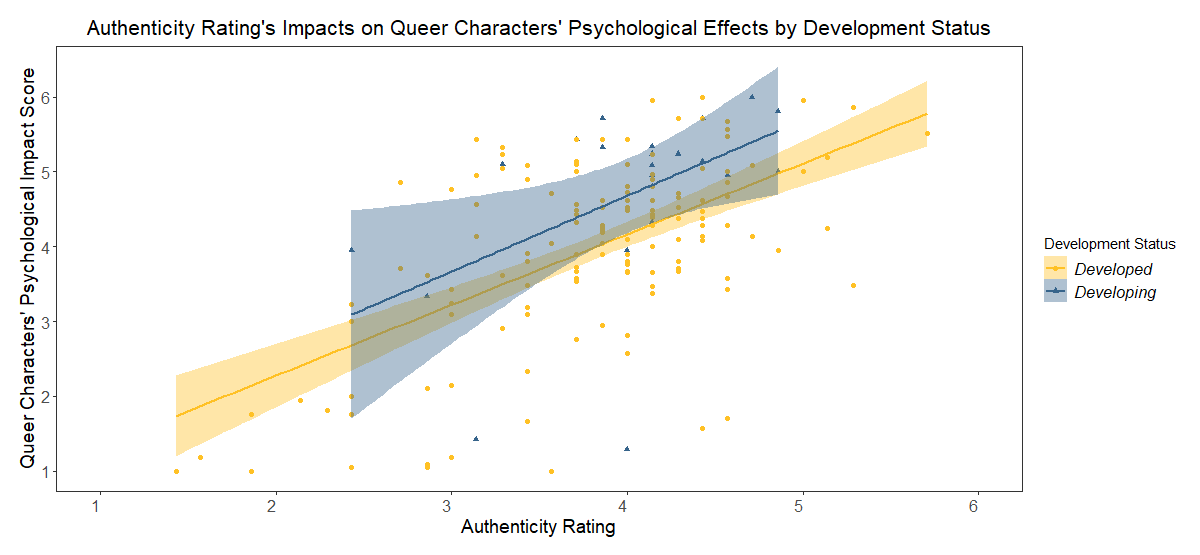 Authenticity Rating's Impacts on Queer Characters' Psychological Effects by Development Status
Queer Characters' Psychological Impact Score
6
5
4
3
2
1
1 2 3 4 5 6
Authenticity Rating
Development Status
Developed
Developing